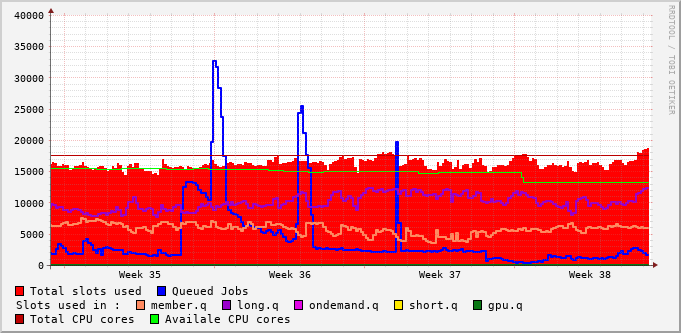 40000
35000
30000
25000
20000
15000
10000
5000
0
Week 35 Week 36 Week 37 Week 38
RRDTOOL / TOBI OETIKER
Total slots used Queued Jobs
Slots used in : member.q long.q ondemand.q short.q gpu.q
Total CPU cores Availale CPU cores